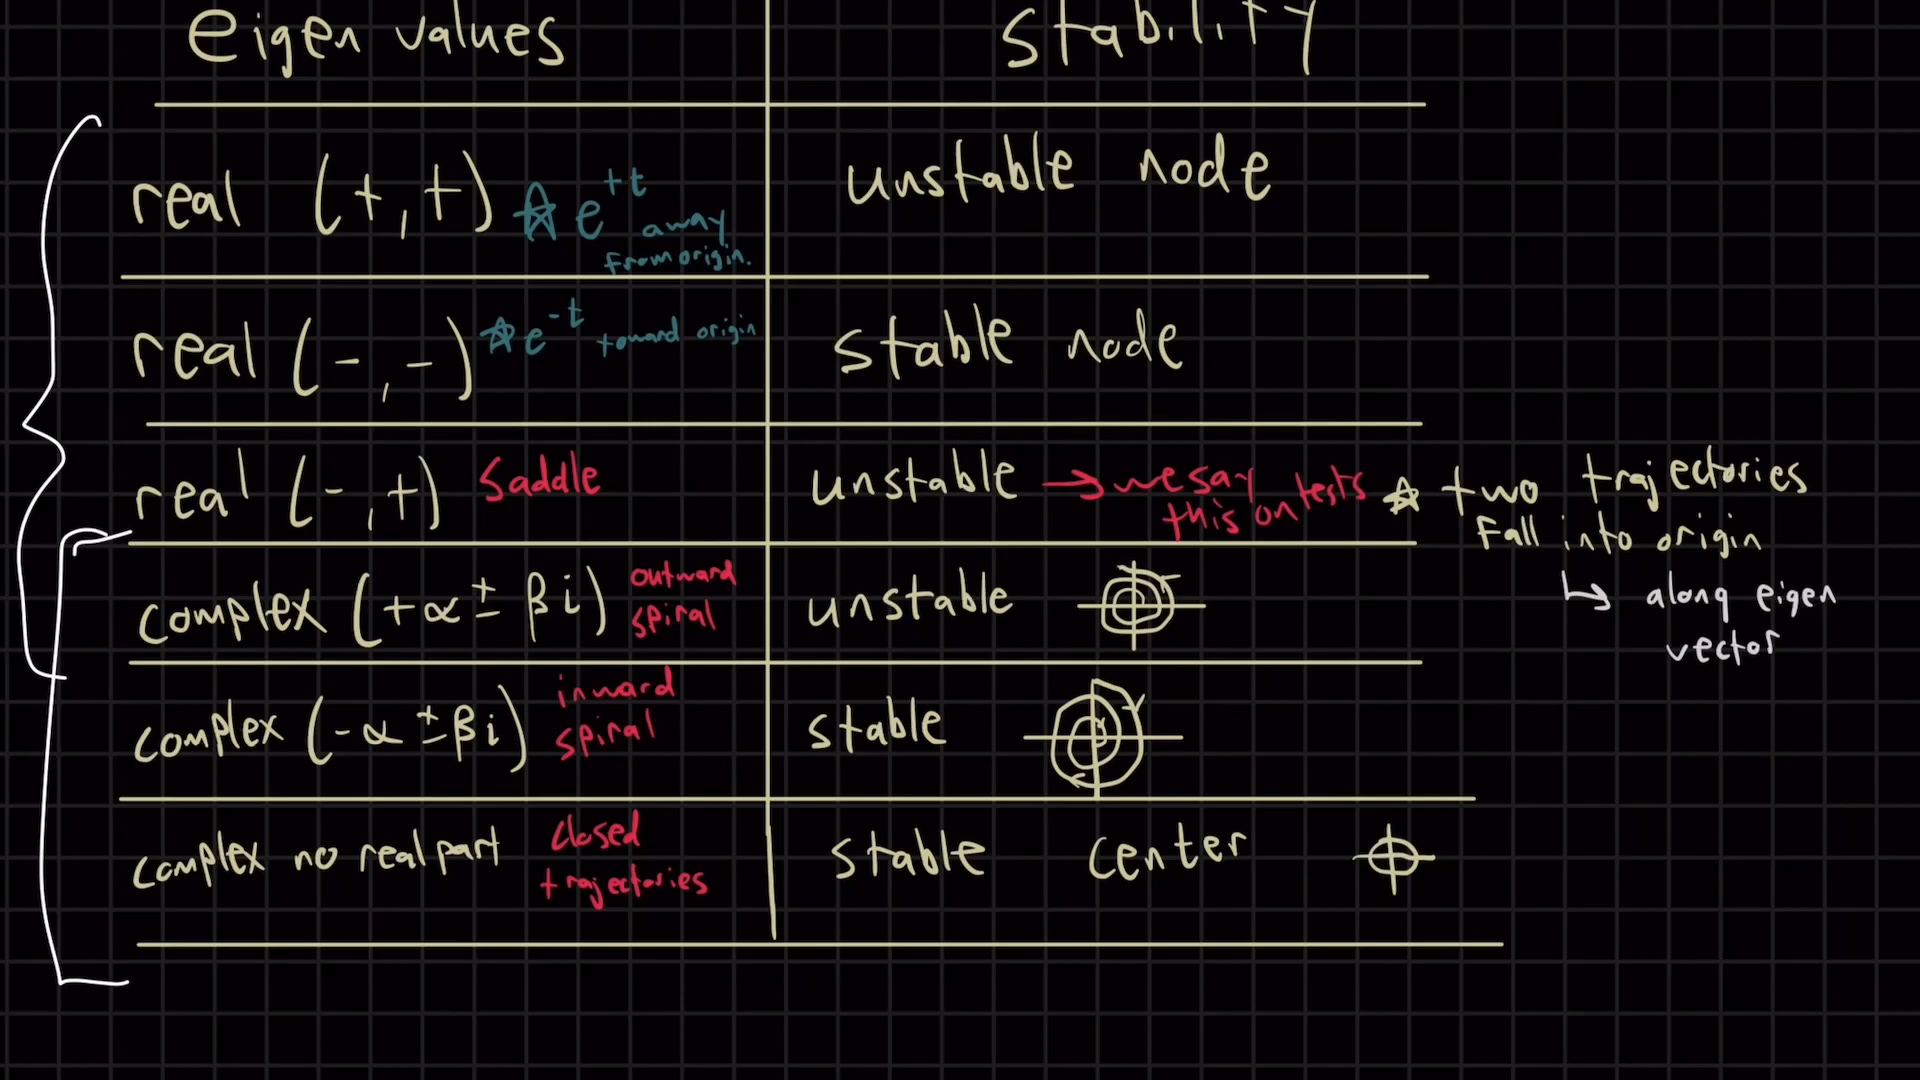 eigen values
stability
real (+,+) ☆ e^{+t} away from origin.
unstable node
real (-,-) ☆ e^{-t} toward origin
stable node
real (-,+) Saddle
unstable → we say this on tests
☆ two trajectories
Fall into origin
↳ along eigen
vector
complex (+α ± βi) outward spiral
unstable
complex (-α ± βi) inward spiral
stable
complex no real part closed trajectories
stable center